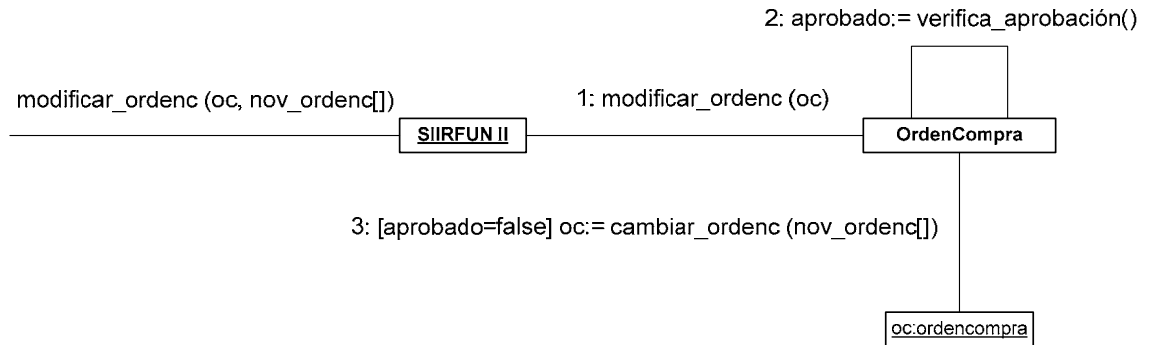 2: aprobado:= verifica_aprobación()
modificar_ordenc (oc, nov_ordenc[])
1: modificar_ordenc (oc)
SIIRFUN II
OrdenCompra
3: [aprobado=false] oc:= cambiar_ordenc (nov_ordenc[])
oc:ordencompra